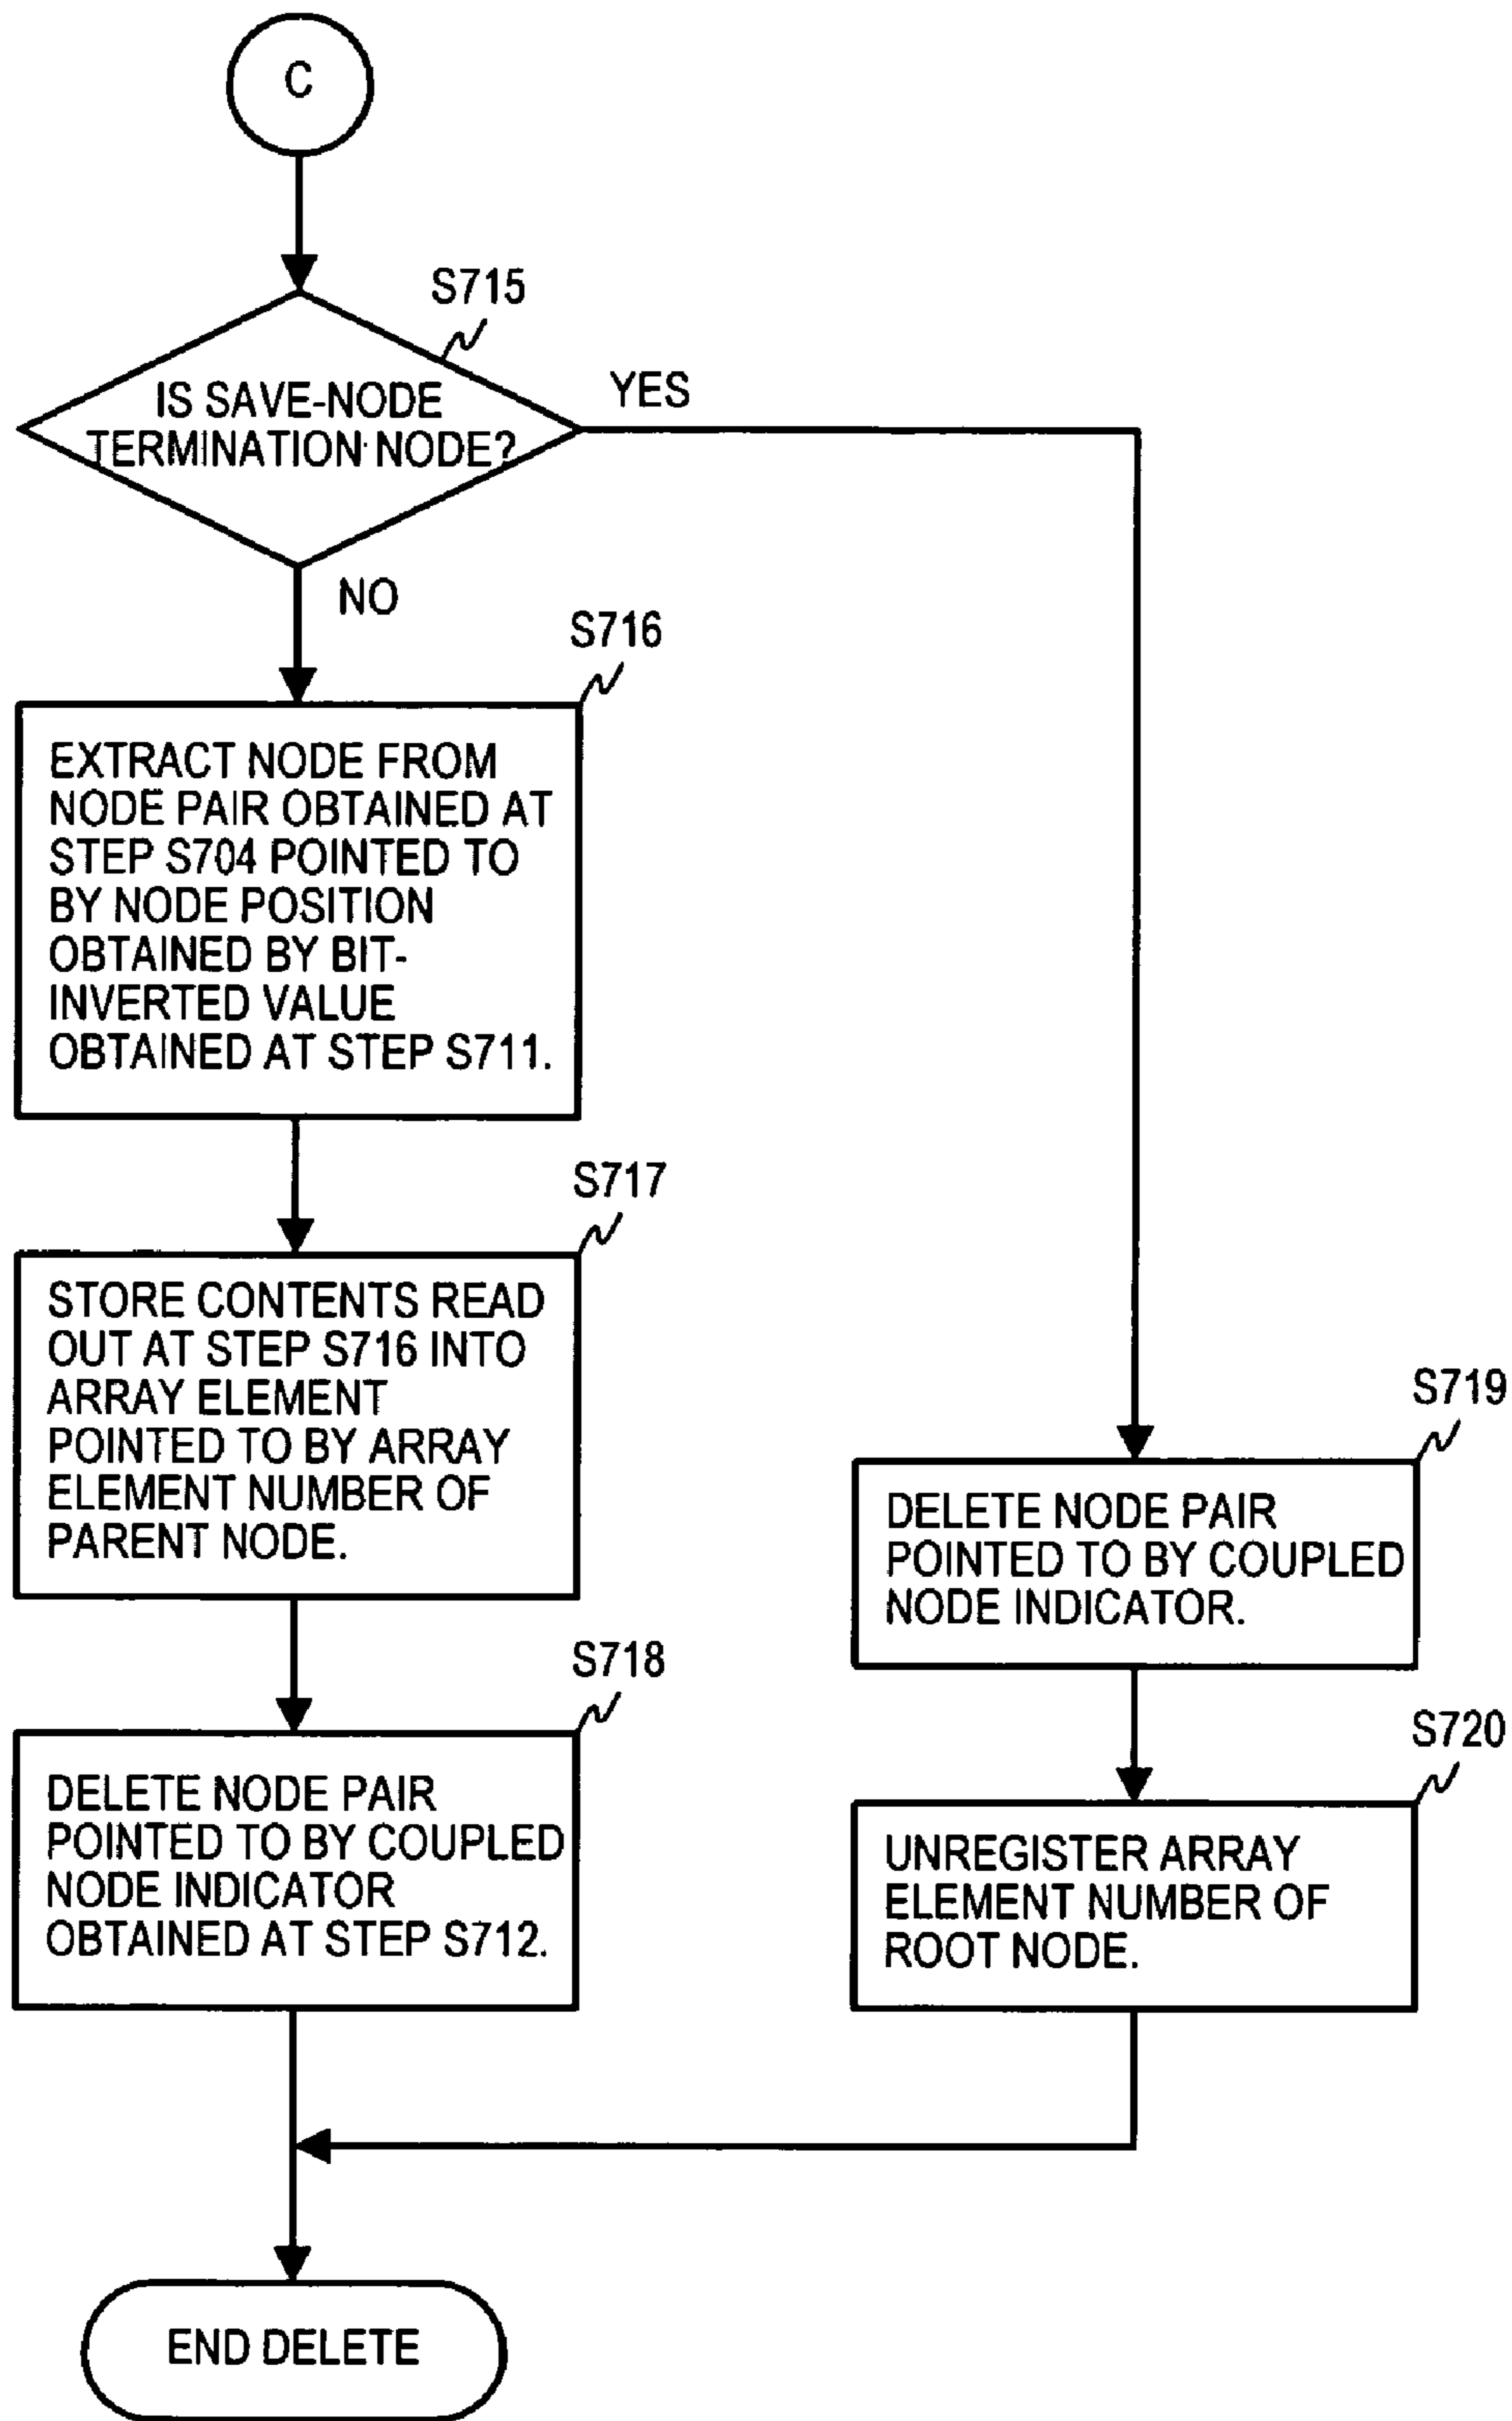 C
S715
IS SAVE-NODE
TERMINATION NODE?
YES
NO
S716
EXTRACT NODE FROM
NODE PAIR OBTAINED AT
STEP S704 POINTED TO
BY NODE POSITION
OBTAINED BY BIT-
INVERTED VALUE
OBTAINED AT STEP S711.
S717
STORE CONTENTS READ
OUT AT STEP S716 INTO
ARRAY ELEMENT
POINTED TO BY ARRAY
ELEMENT NUMBER OF
PARENT NODE.
S718
DELETE NODE PAIR
POINTED TO BY COUPLED
NODE INDICATOR
OBTAINED AT STEP S712.
S719
DELETE NODE PAIR
POINTED TO BY COUPLED
NODE INDICATOR.
S720
UNREGISTER ARRAY
ELEMENT NUMBER OF
ROOT NODE.
END DELETE